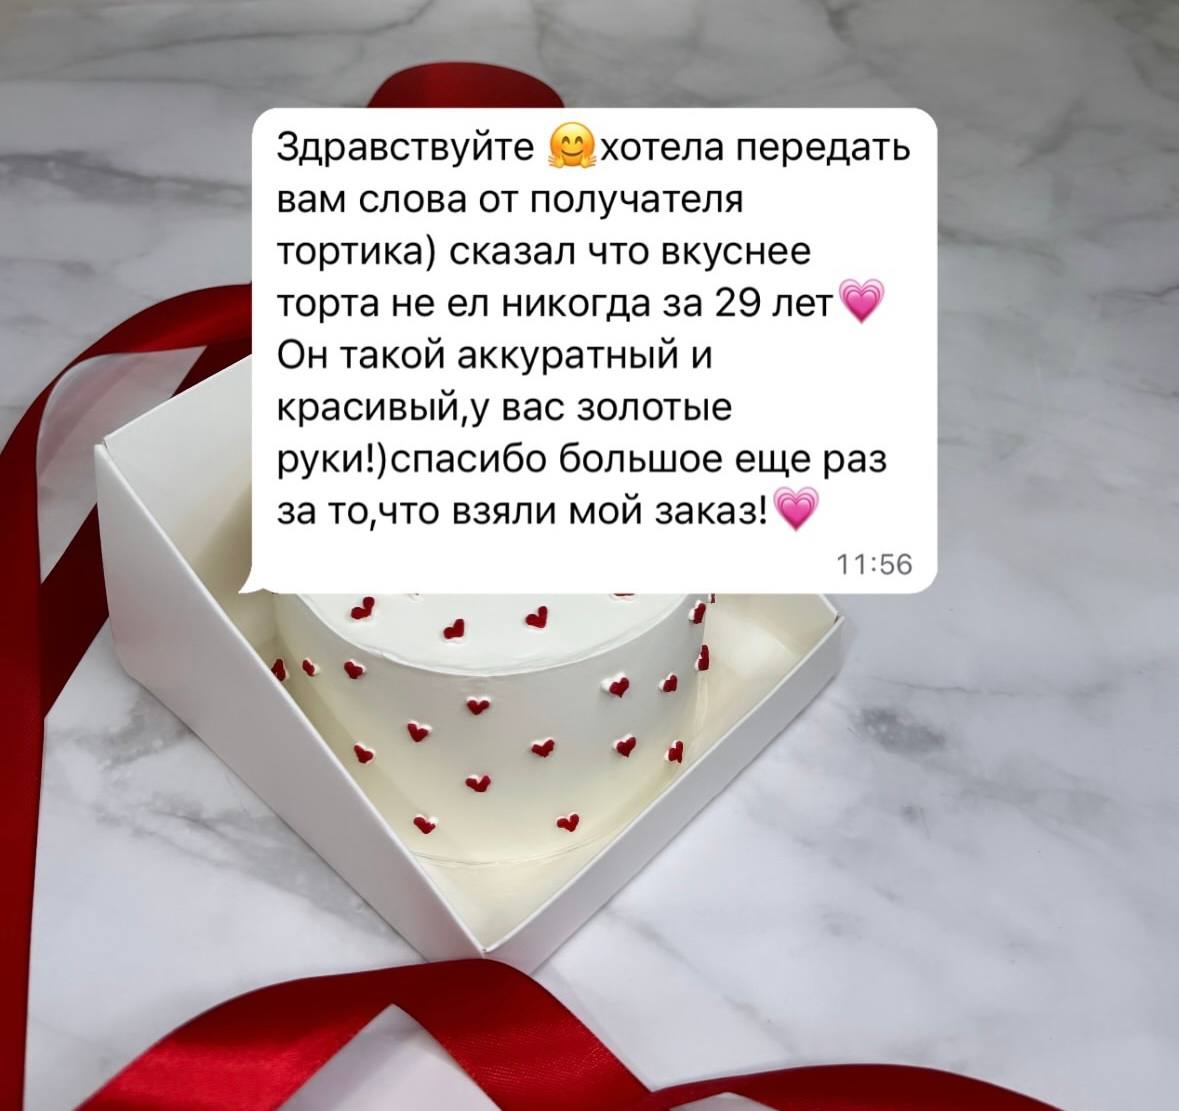 Здравствуйте 🤗хотела передать
вам слова от получателя
тортика) сказал что вкуснее
торта не ел никогда за 29 лет💗
Он такой аккуратный и
красивый,у вас золотые
руки!)спасибо большое еще раз
за то,что взяли мой заказ!💗
11:56